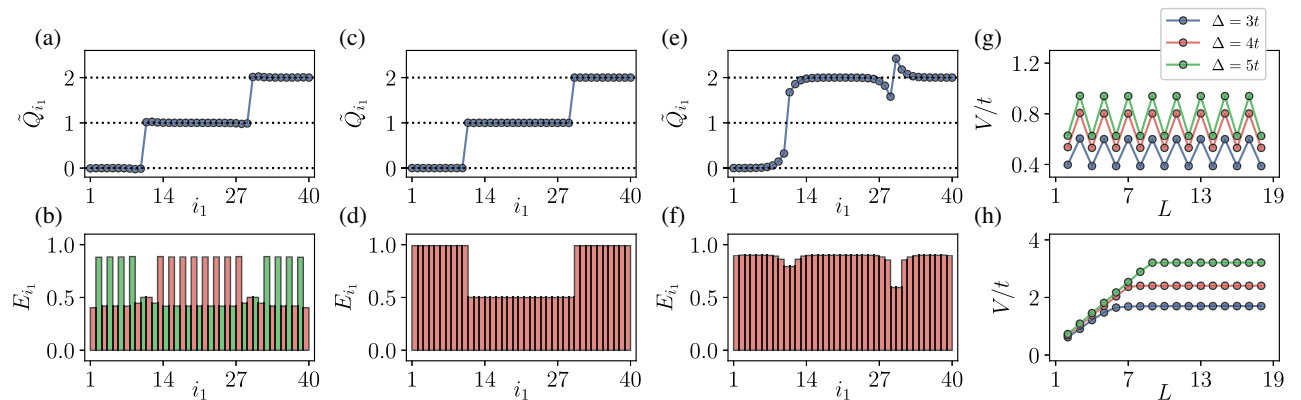 (a)
2
1
0
Q̃_{i_1}
1 14 27 40
i_1
(c)
2
1
0
Q̃_{i_1}
1 14 27 40
i_1
(e)
2
1
0
Q̃_{i_1}
1 14 27 40
i_1
(g)
Δ = 3t
Δ = 4t
Δ = 5t
1.2
0.8
0.4
V/t
1 7 13 19
L
(b)
1.0
0.5
0.0
E_{i_1}
1 14 27 40
i_1
(d)
1.0
0.5
0.0
E_{i_1}
1 14 27 40
i_1
(f)
1.0
0.5
0.0
E_{i_1}
1 14 27 40
i_1
(h)
4
2
0
V/t
1 7 13 19
L